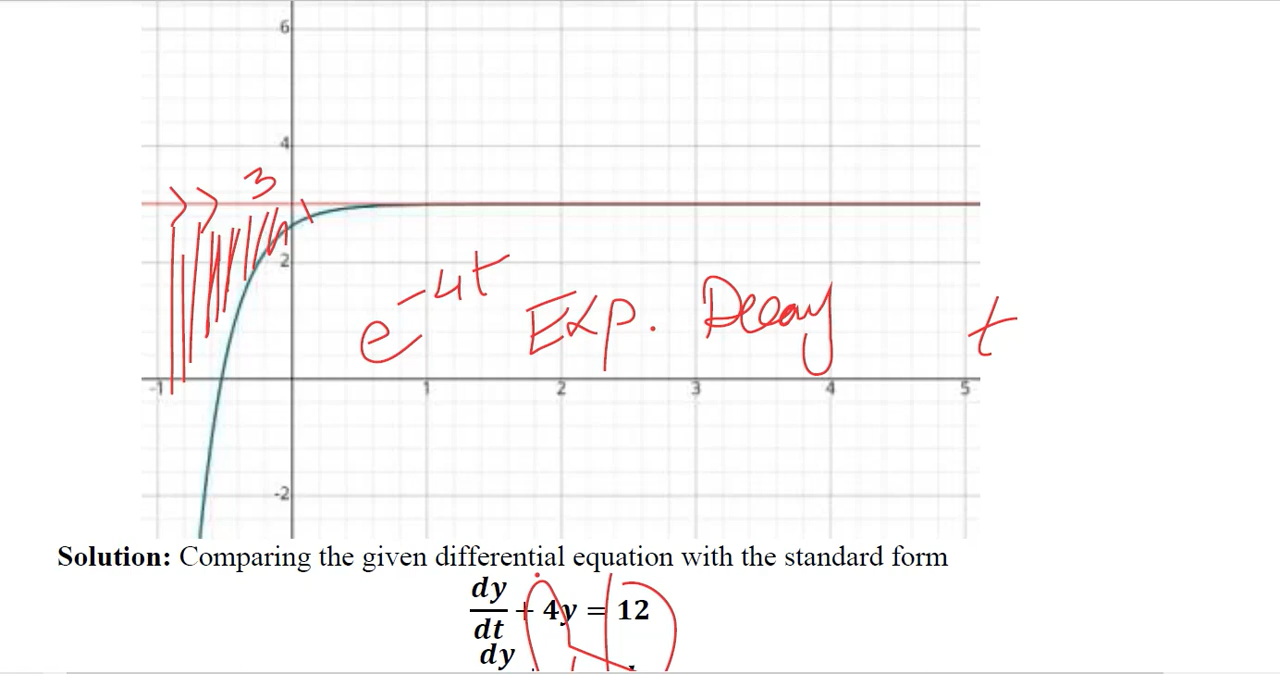 6
4
3
2
e^-4t Exp. Decay t
-1 1 2 3 4 5
-2
Solution: Comparing the given differential equation with the standard form
dy/dt + 4y = 12
dy